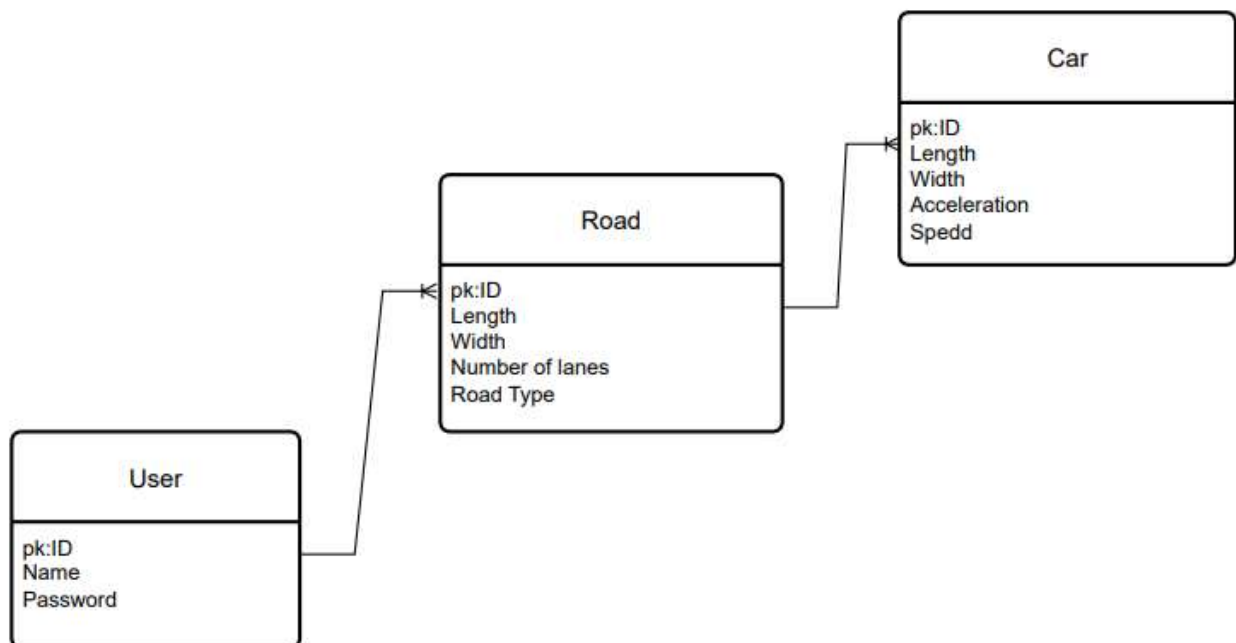 Car
pk:ID
Length
Width
Acceleration
Spedd
Road
pk:ID
Length
Width
Number of lanes
Road Type
User
pk:ID
Name
Password